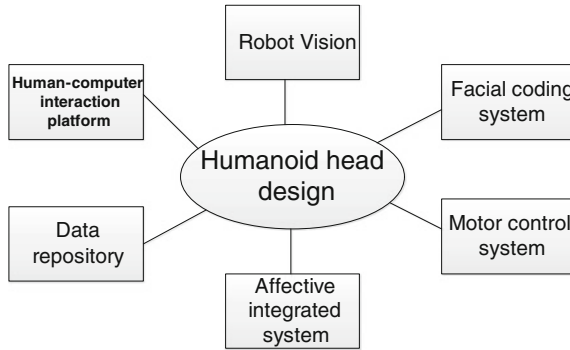 Robot Vision
Human-computer
interaction
platform
Facial coding
system
Humanoid head
design
Data
repository
Motor control
system
Affective
integrated
system